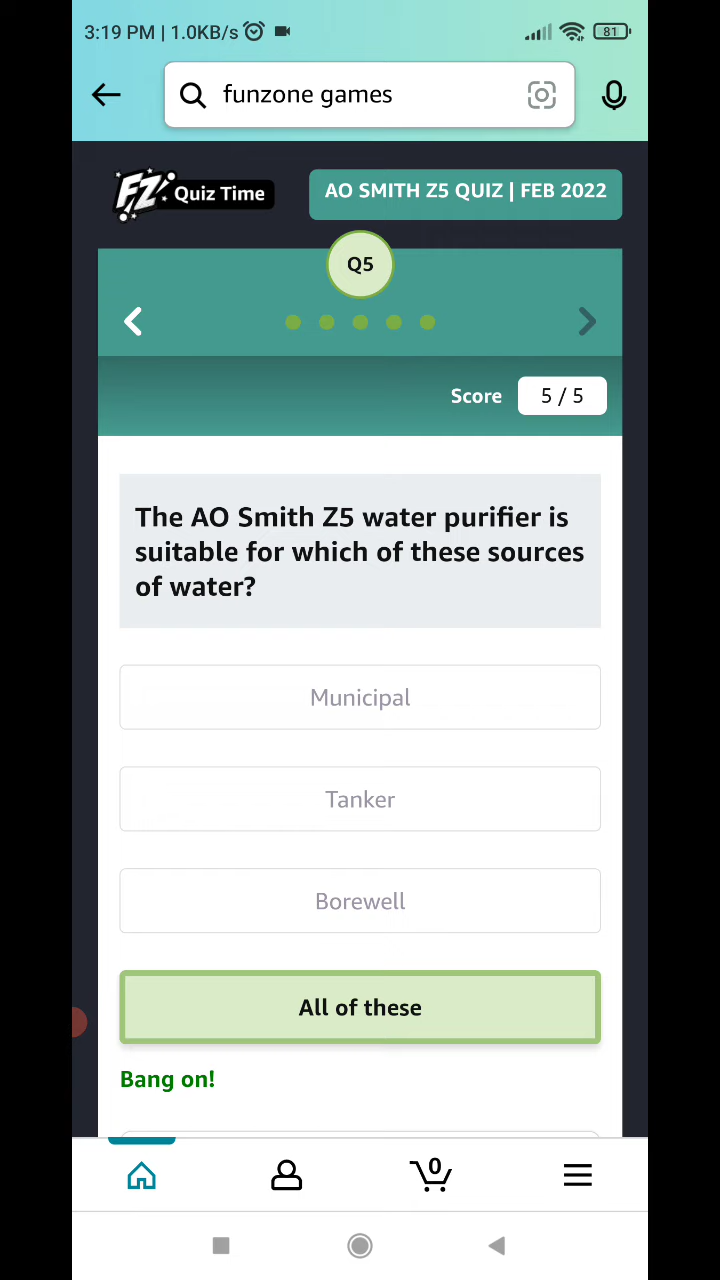 3:19 PM | 1.0KB/s
81
funzone games
FZ Quiz Time
AO SMITH Z5 QUIZ | FEB 2022
Q5
Score 5 / 5
The AO Smith Z5 water purifier is
suitable for which of these sources
of water?
Municipal
Tanker
Borewell
All of these
Bang on!
0